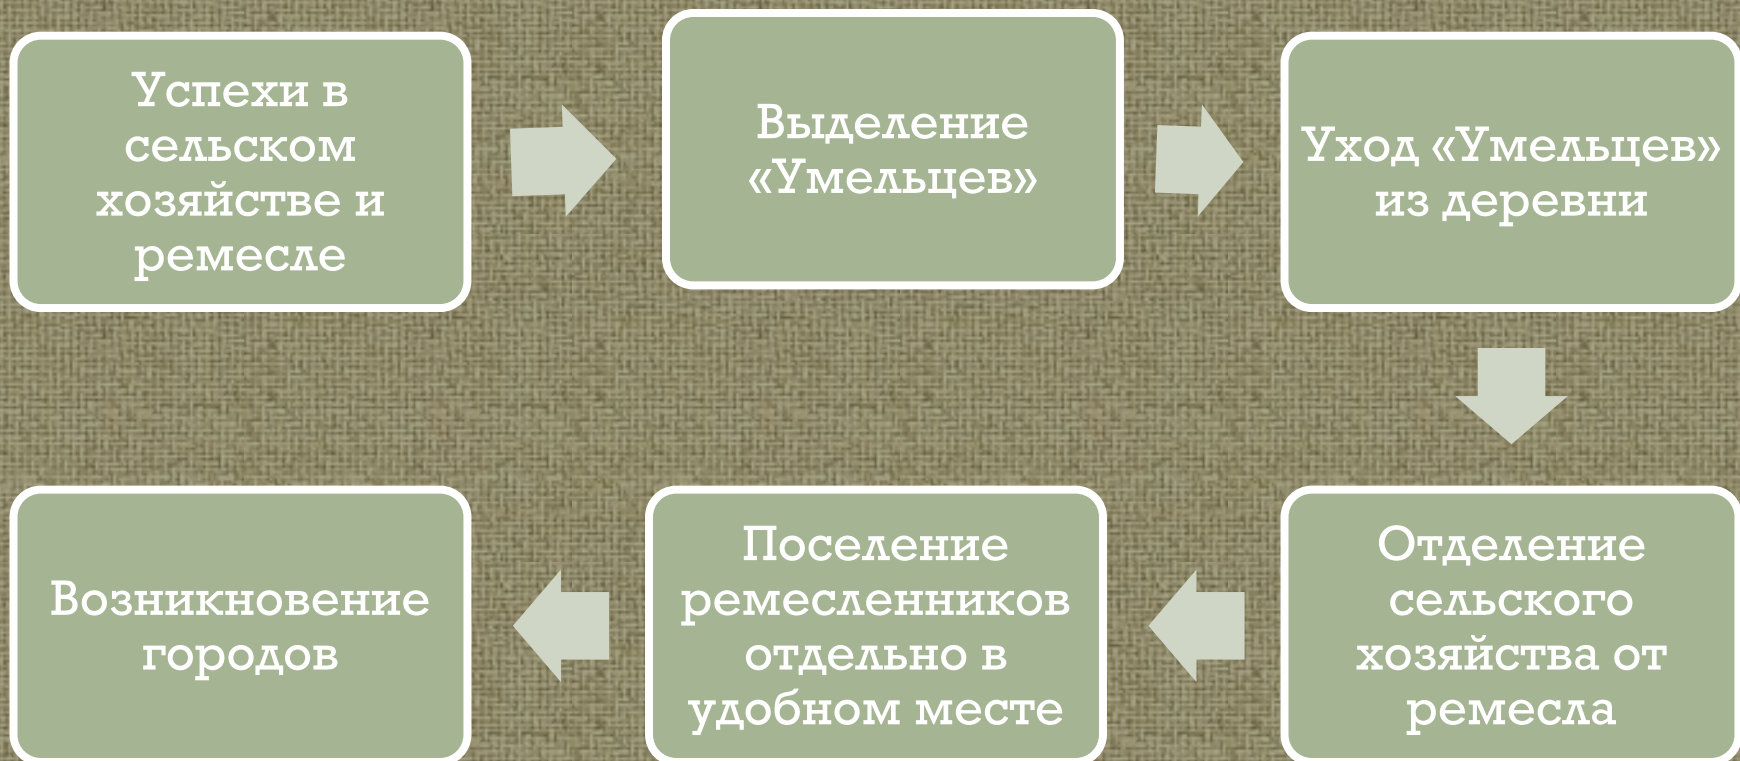 Успехи в
сельском
хозяйстве и
ремесле
Выделение
«Умельцев»
Уход «Умельцев»
из деревни
Отделение
сельского
хозяйства от
ремесла
Поселение
ремесленников
отдельно в
удобном месте
Возникновение
городов